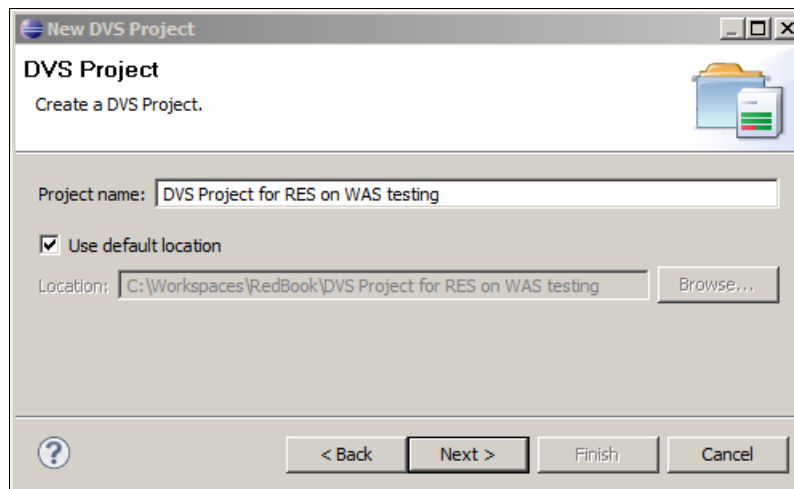 New DVS Project
DVS Project
Create a DVS Project.
Project name: DVS Project for RES on WAS testing
Use default location
Location: C:\Workspaces\RedBook\DVS Project for RES on WAS testing Browse...
? < Back Next > Finish Cancel